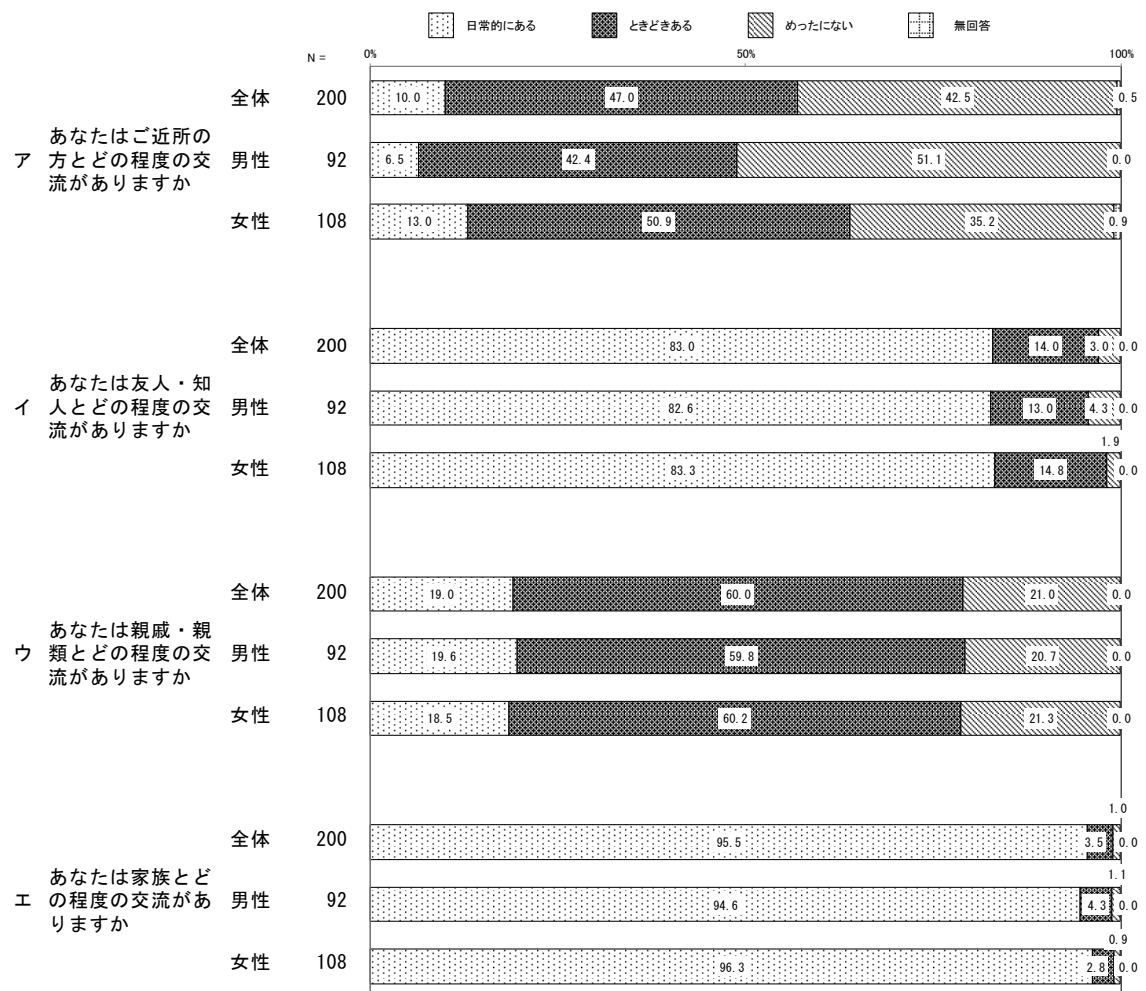 日常的にある ときどきある めったにない 無回答
N = 0% 50% 100%
全体 200 10.0 47.0 42.5 0.5
ア あなたはご近所の
方とどの程度の交
流がありますか
男性 92 6.5 42.4 51.1 0.0
女性 108 13.0 50.9 35.2 0.9
全体 200 83.0 14.0 3.0 0.0
イ あなたは友人・知
人とどの程度の交
流がありますか
男性 92 82.6 13.0 4.3 0.0
1.9
女性 108 83.3 14.8 0.0
全体 200 19.0 60.0 21.0 0.0
ウ あなたは親戚・親
類とどの程度の交
流がありますか
男性 92 19.6 59.8 20.7 0.0
女性 108 18.5 60.2 21.3 0.0
1.0
全体 200 95.5 3.5 0.0
エ あなたは家族とど
の程度の交流があ
りますか
1.1
男性 92 94.6 4.3 0.0
0.9
女性 108 96.3 2.8 0.0